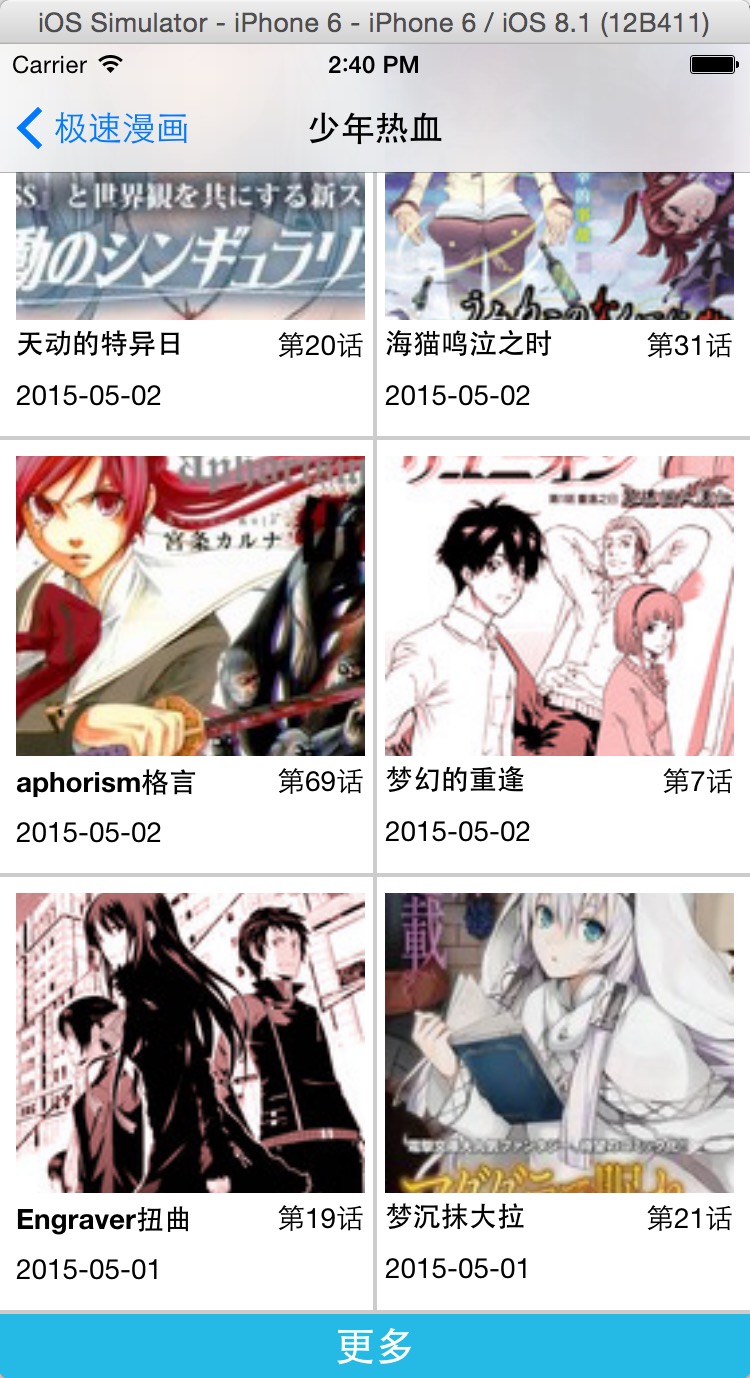 iOS Simulator - iPhone 6 - iPhone 6 / iOS 8.1 (12B411)
Carrier 2:40 PM
极速漫画 少年热血
と世界観を共にする新ス
動のシンギュラリ
天动的特异日 第20话
2015-05-02
海猫鸣泣之时 第31话
2015-05-02
aphorism
宮条カルナ
aphorism格言 第69话
2015-05-02
梦幻的重逢 第7话
2015-05-02
Engraver扭曲 第19话
2015-05-01
載
梦沉抹大拉 第21话
2015-05-01
更多